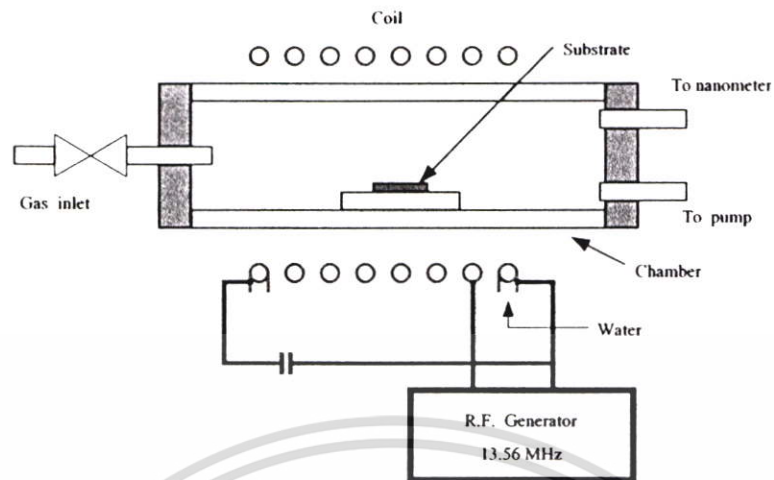 Coil
Substrate
To nanometer
Gas inlet
To pump
Chamber
Water
R.F. Generator
13.56 MHz